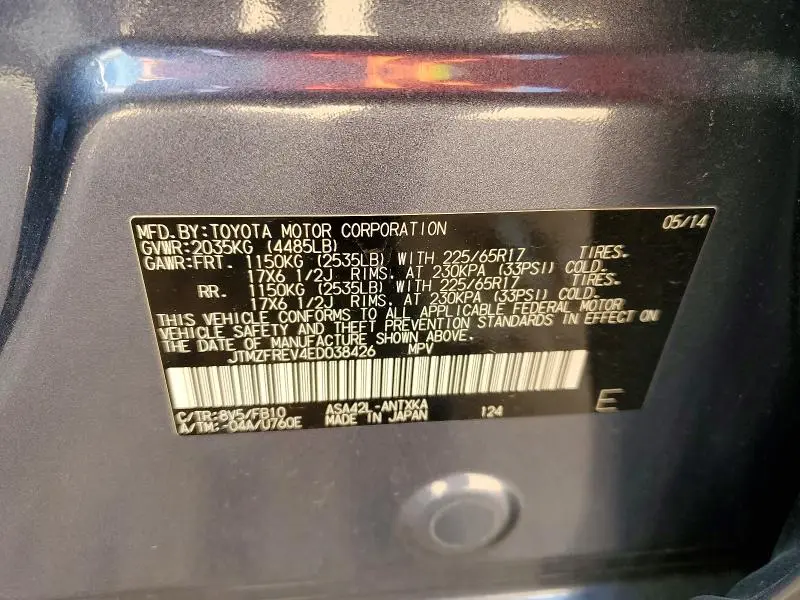 MFD.BY:TOYOTA MOTOR CORPORATION 05/14
GVWR:2035KG (4485LB)
GAWR:FRT. 1150KG (2535LB) WITH 225/65R17 TIRES.
17X6 1/2J RIMS. AT 230KPA (33PSI) COLD.
RR. 1150KG (2535LB) WITH 225/65R17 TIRES.
17X6 1/2J RIMS. AT 230KPA (33PSI) COLD.
THIS VEHICLE CONFORMS TO ALL APPLICABLE FEDERAL MOTOR
VEHICLE SAFETY AND THEFT PREVENTION STANDARDS IN EFFECT ON
THE DATE OF MANUFACTURE SHOWN ABOVE.
JTMZFREV4ED038426 MPV
C/TR:8V5/FB10 ASA42L-ANTXKA 124 E
A/TM:-04A/U760E MADE IN JAPAN